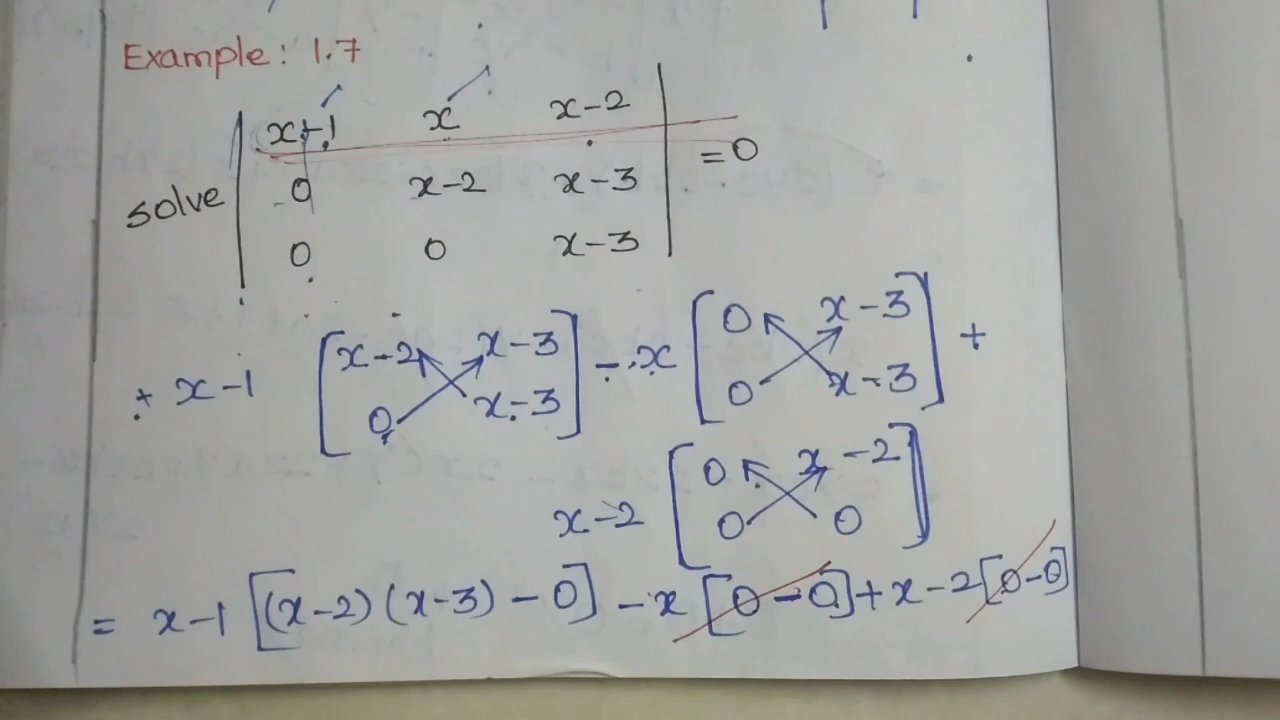 Example: 1.7
solve | x-1 x x-2 |
| 0 x-2 x-3 | = 0
| 0 0 x-3 |
+ x-1 [ x-2 x-3 ] - x [ 0 x-3 ] +
[ 0 x-3 ] [ 0 x-3 ]
x-2 [ 0 x-2 ]
[ 0 0 ]
= x-1 [(x-2) (x-3) - 0] - x [0 - 0] + x-2 [0-0]